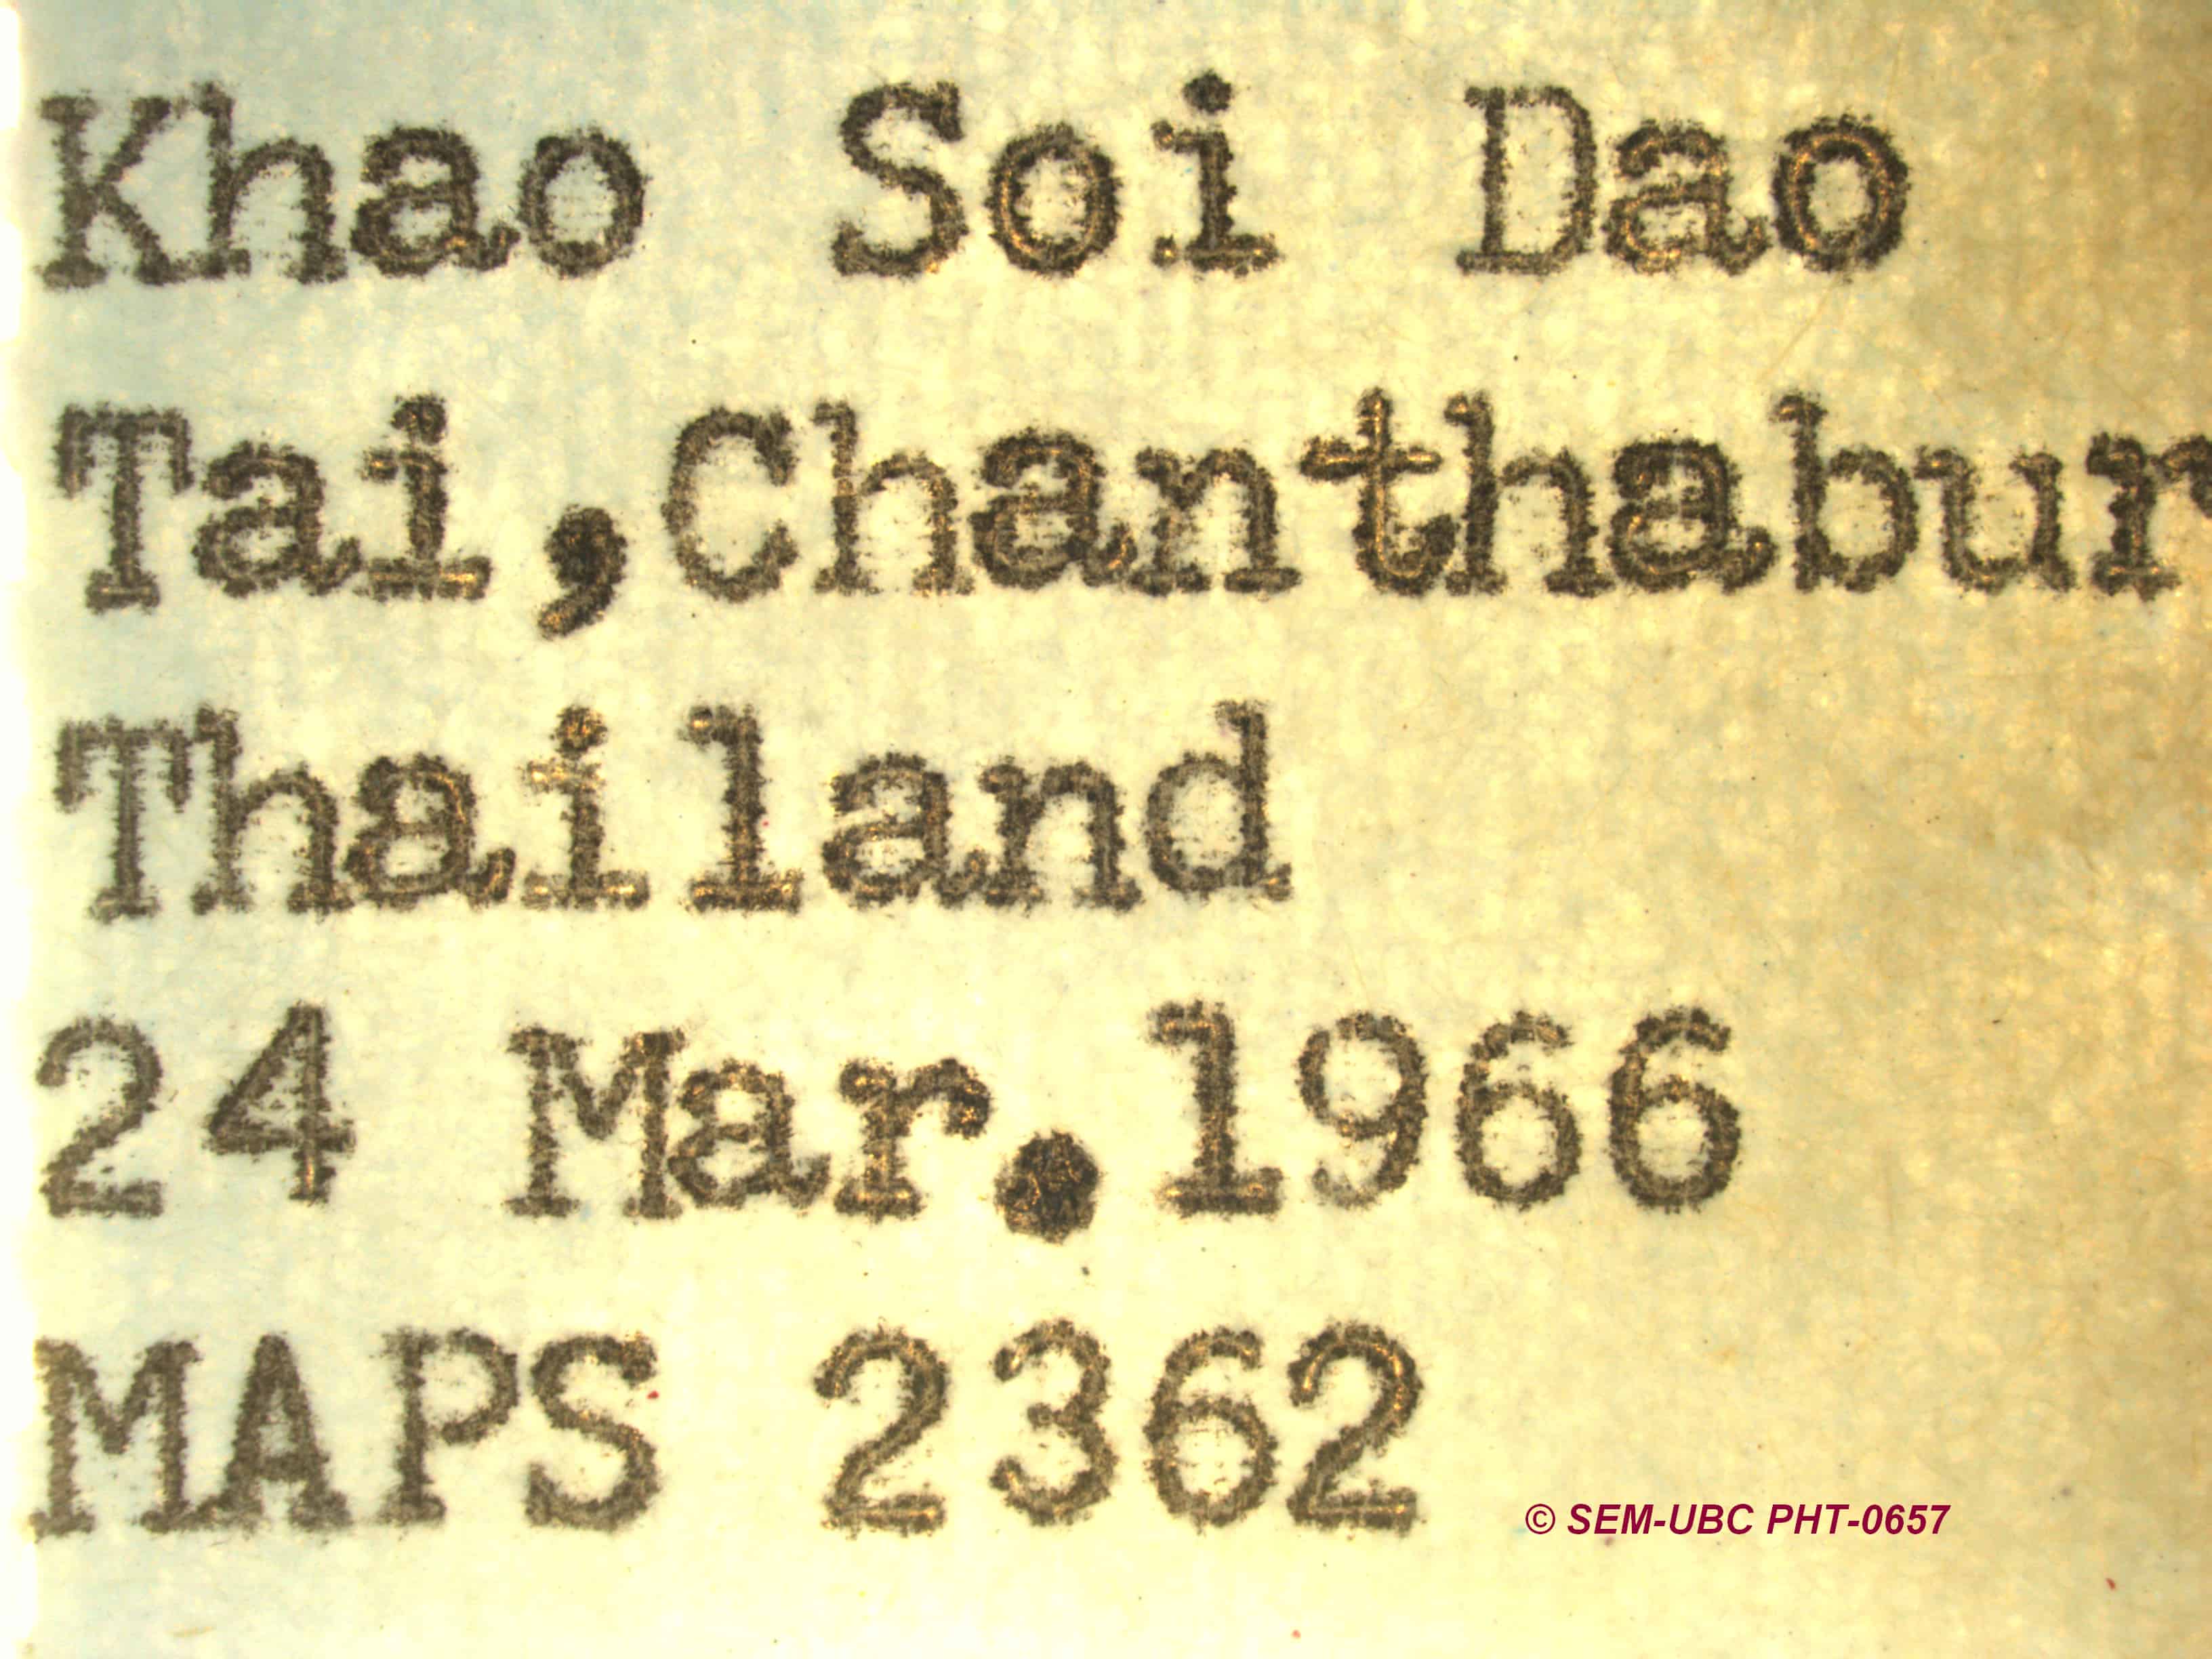 Khao Soi Dao
Tai,Chanthabur
Thailand
24 Mar.1966
MAPS 2362
© SEM-UBC PHT-0657